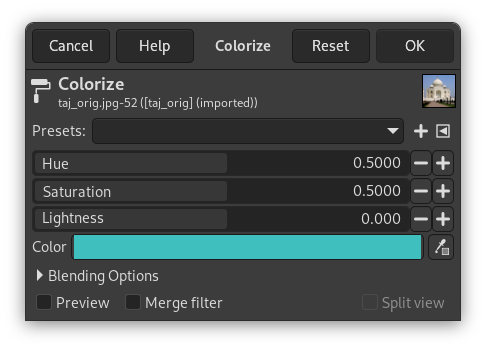 Cancel Help Colorize Reset OK
Colorize
taj_orig.jpg-52 ([taj_orig] (imported))
Presets:
Hue 0.5000
Saturation 0.5000
Lightness 0.000
Color
Blending Options
Preview Merge filter Split view